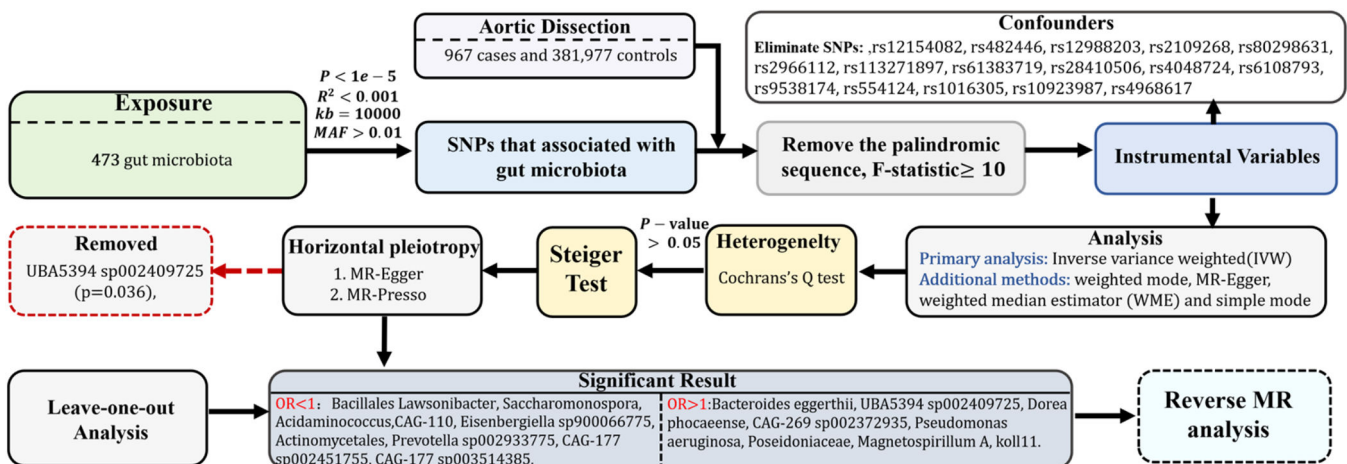 Aortic Dissection
967 cases and 381,977 controls
Confounders
Eliminate SNPs: ,rs12154082, rs482446, rs12988203, rs2109268, rs80298631,
rs2966112, rs113271897, rs61383719, rs28410506, rs4048724, rs6108793,
rs9538174, rs554124, rs1016305, rs10923987, rs4968617
Exposure
473 gut microbiota
P < 1e − 5
R² < 0.001
kb = 10000
MAF > 0.01
SNPs that associated with
gut microbiota
Remove the palindromic
sequence, F-statistic≥ 10
Instrumental Variables
Analysis
Primary analysis: Inverse variance weighted(IVW)
Additional methods: weighted mode, MR-Egger,
weighted median estimator (WME) and simple mode
Heterogenelty
Cochrans's Q test
P − value
> 0.05
Steiger
Test
Horizontal pleiotropy
1. MR-Egger
2. MR-Presso
Removed
UBA5394 sp002409725
(p=0.036),
Leave-one-out
Analysis
Significant Result
OR<1: Bacillales Lawsonibacter, Saccharomonospora,
Acidaminococcus,CAG-110, Eisenbergiella sp900066775,
Actinomycetales, Prevotella sp002933775, CAG-177
sp002451755, CAG-177 sp003514385.
OR>1:Bacteroides eggerthii, UBA5394 sp002409725, Dorea
phocaeense, CAG-269 sp002372935, Pseudomonas
aeruginosa, Poseidoniaceae, Magnetospirillum A, koll11.
Reverse MR
analysis